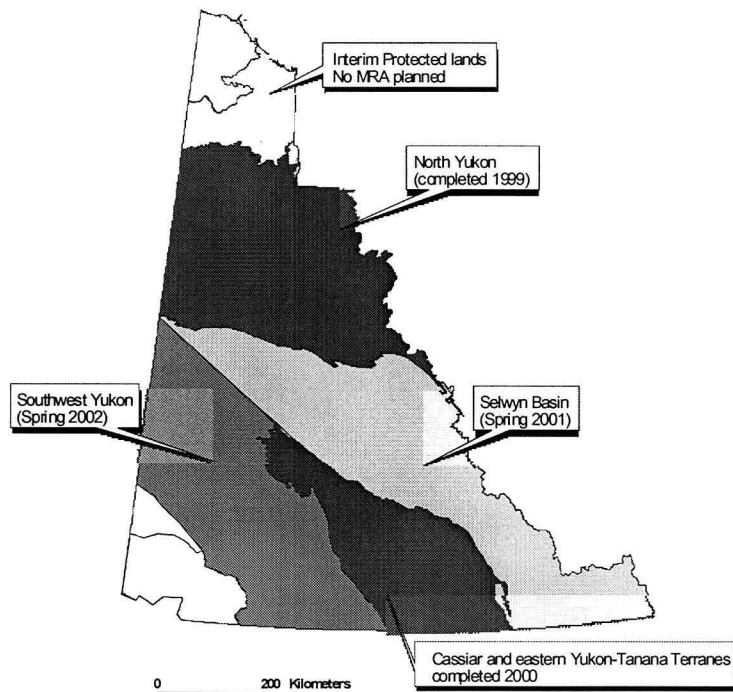 Interim Protected lands
No MRA planned
North Yukon
(completed 1999)
Southwest Yukon
(Spring 2002)
Selwyn Basin
(Spring 2001)
Cassiar and eastern Yukon-Tanana Terranes
completed 2000
0 200 Kilometers